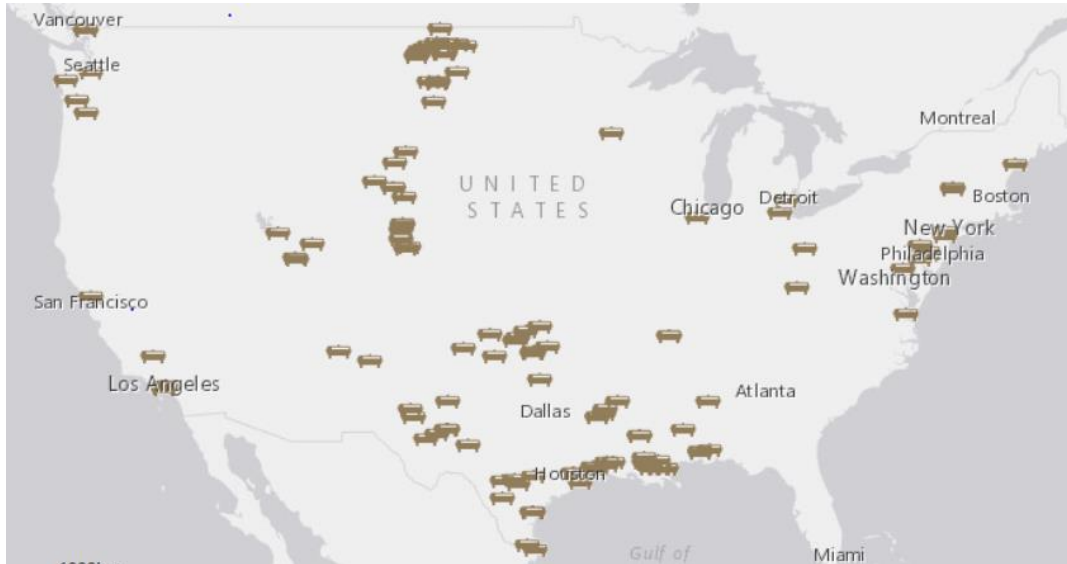 Vancouver
Seattle
Montreal
UNITED
STATES
Chicago
Detroit
Boston
New York
Philadelphia
Washington
San Francisco
Los Angeles
Dallas
Atlanta
Houston
Gulf of
Miami